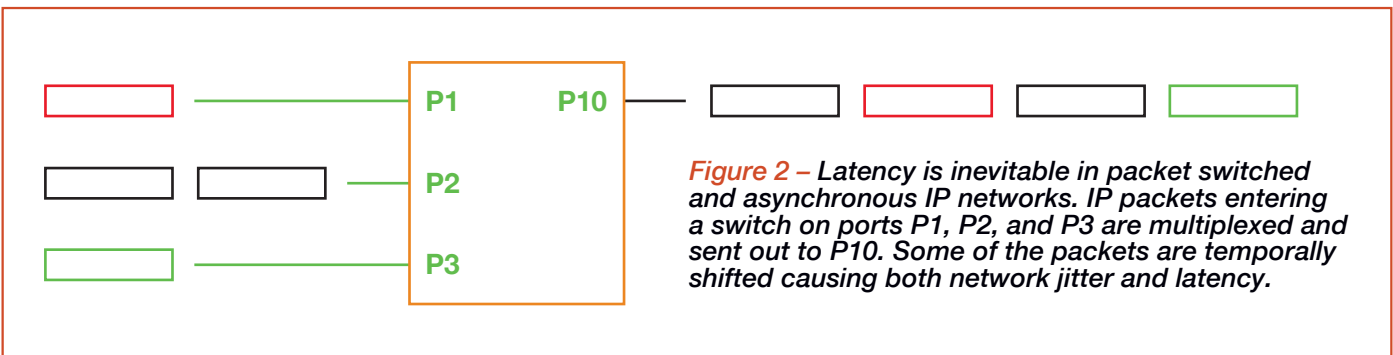 P1 P10
P2
P3
Figure 2 – Latency is inevitable in packet switched
and asynchronous IP networks. IP packets entering
a switch on ports P1, P2, and P3 are multiplexed and
sent out to P10. Some of the packets are temporally
shifted causing both network jitter and latency.